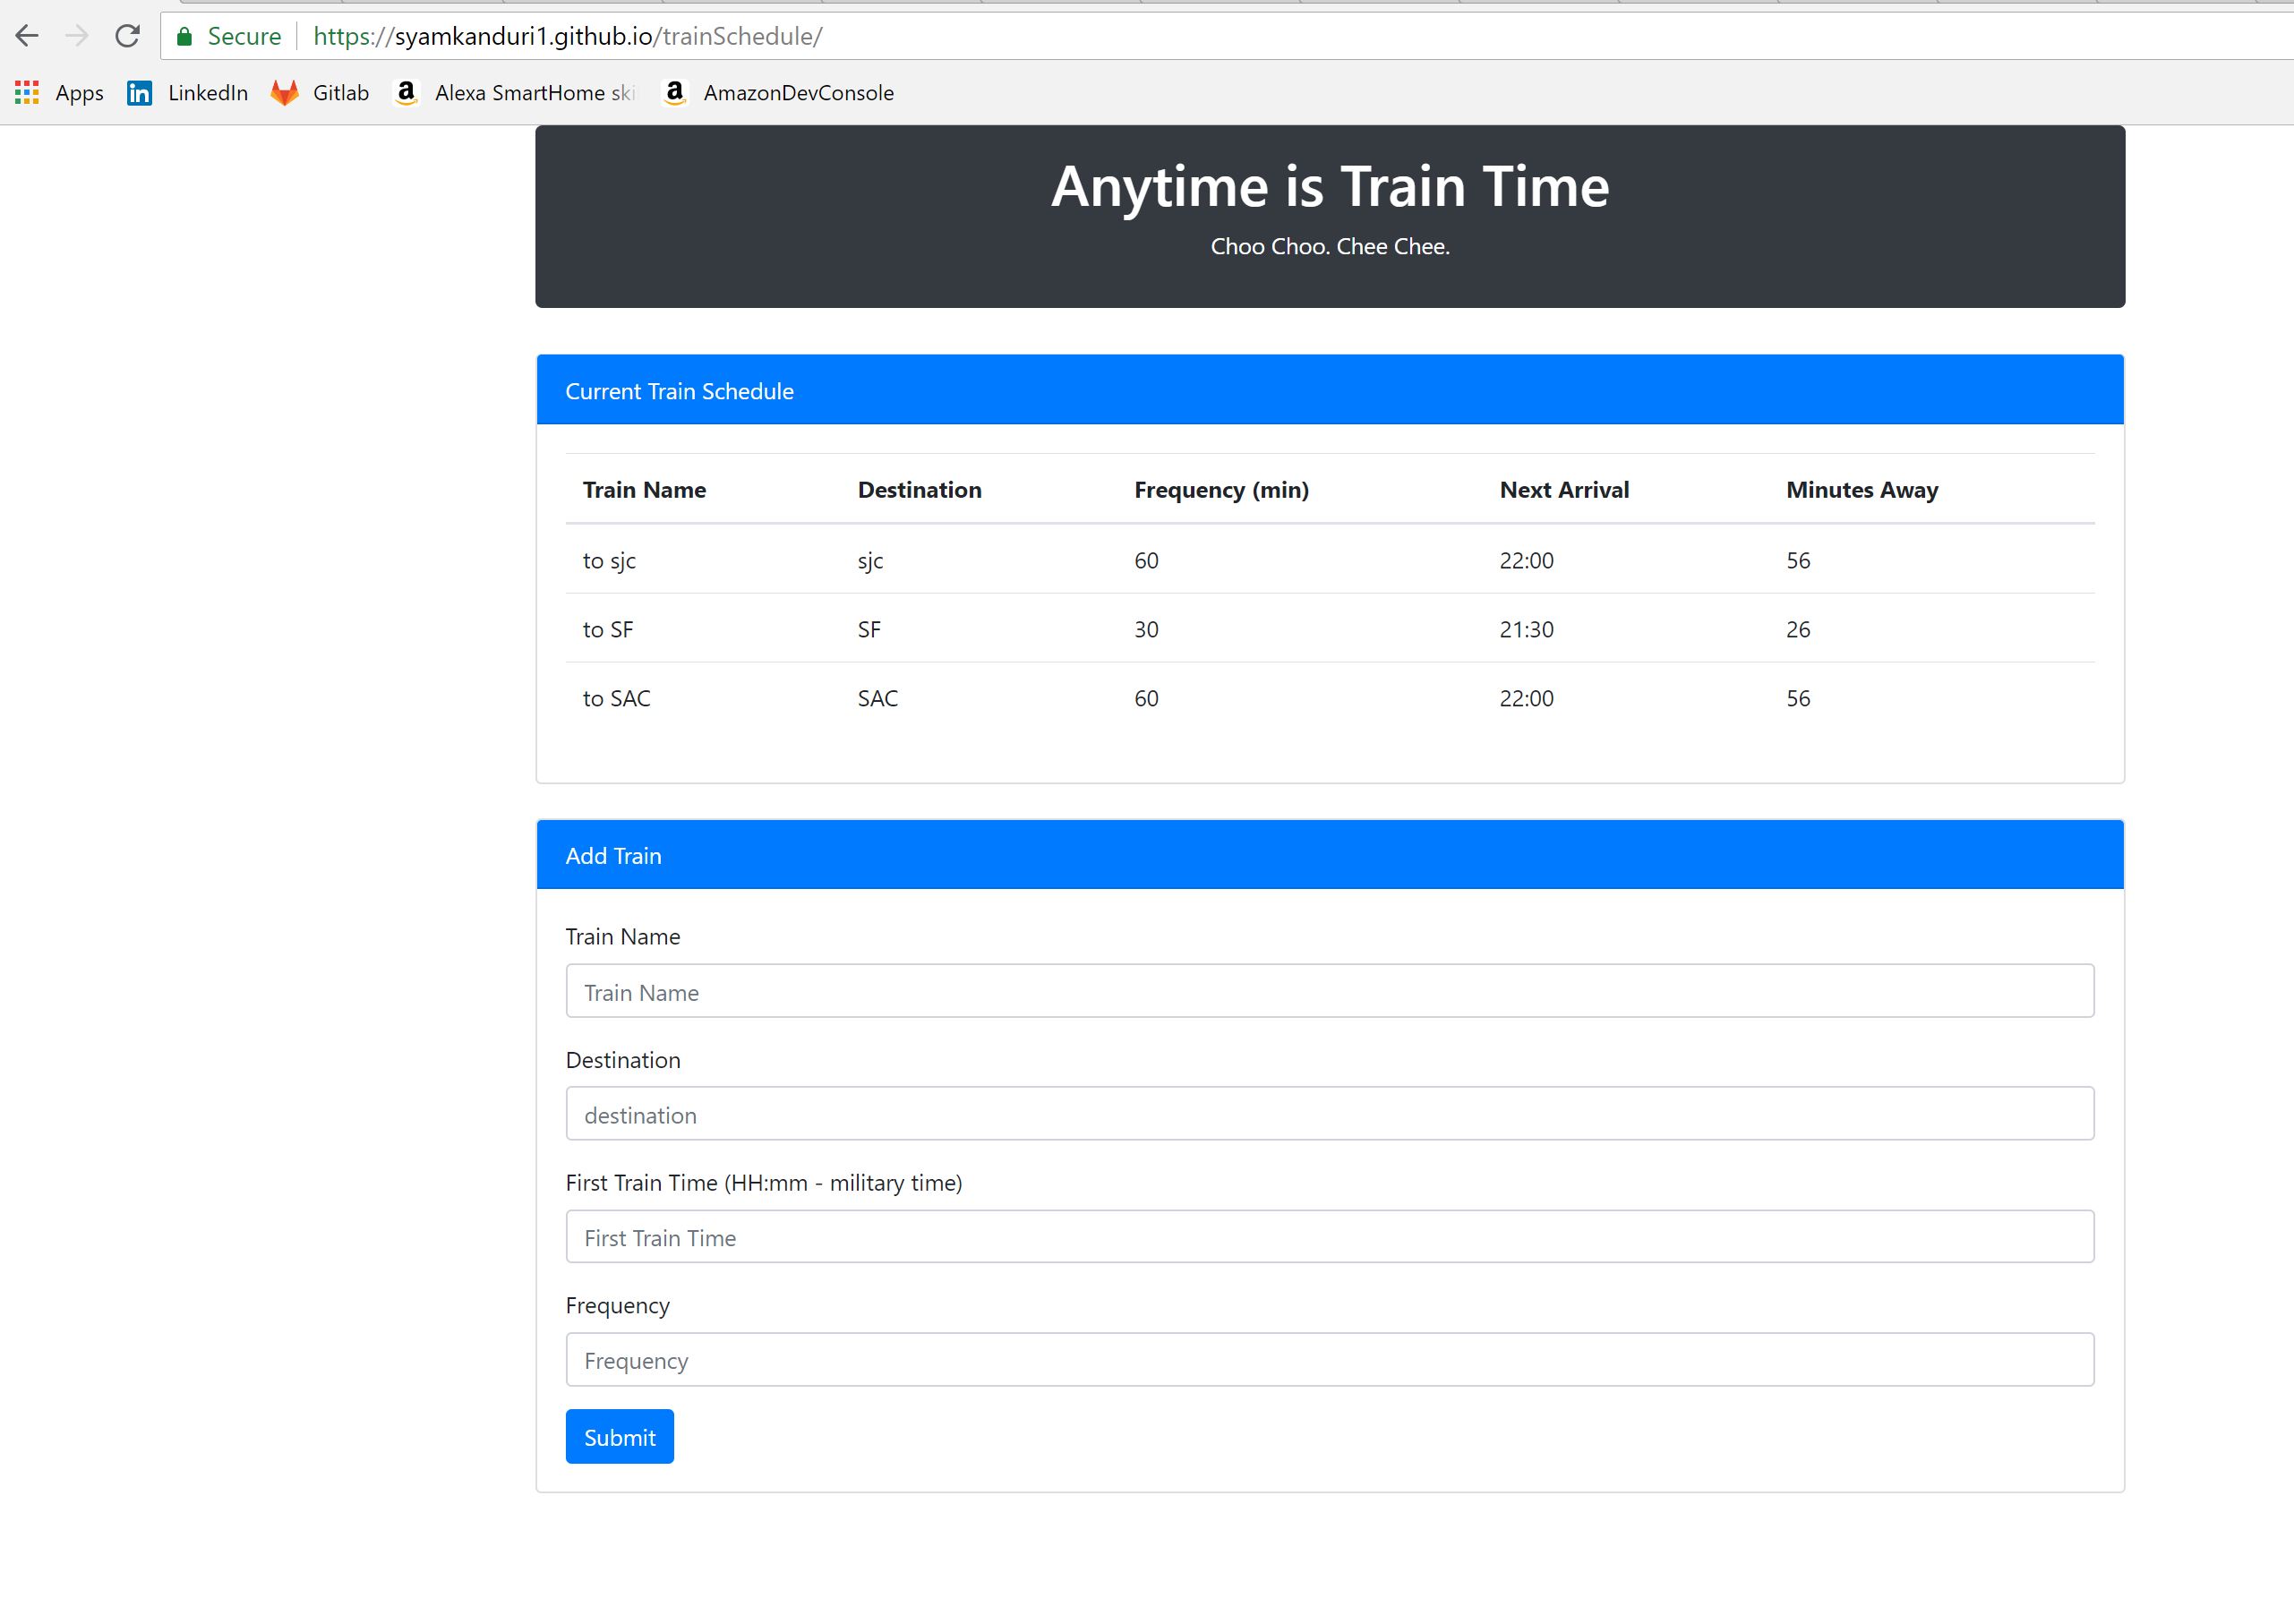 Secure https://syamkanduri1.github.io/trainSchedule/
Apps LinkedIn Gitlab Alexa SmartHome ski AmazonDevConsole
Anytime is Train Time
Choo Choo. Chee Chee.
Current Train Schedule
Train Name Destination Frequency (min) Next Arrival Minutes Away
to sjc sjc 60 22:00 56
to SF SF 30 21:30 26
to SAC SAC 60 22:00 56
Add Train
Train Name
Train Name
Destination
destination
First Train Time (HH:mm - military time)
First Train Time
Frequency
Frequency
Submit